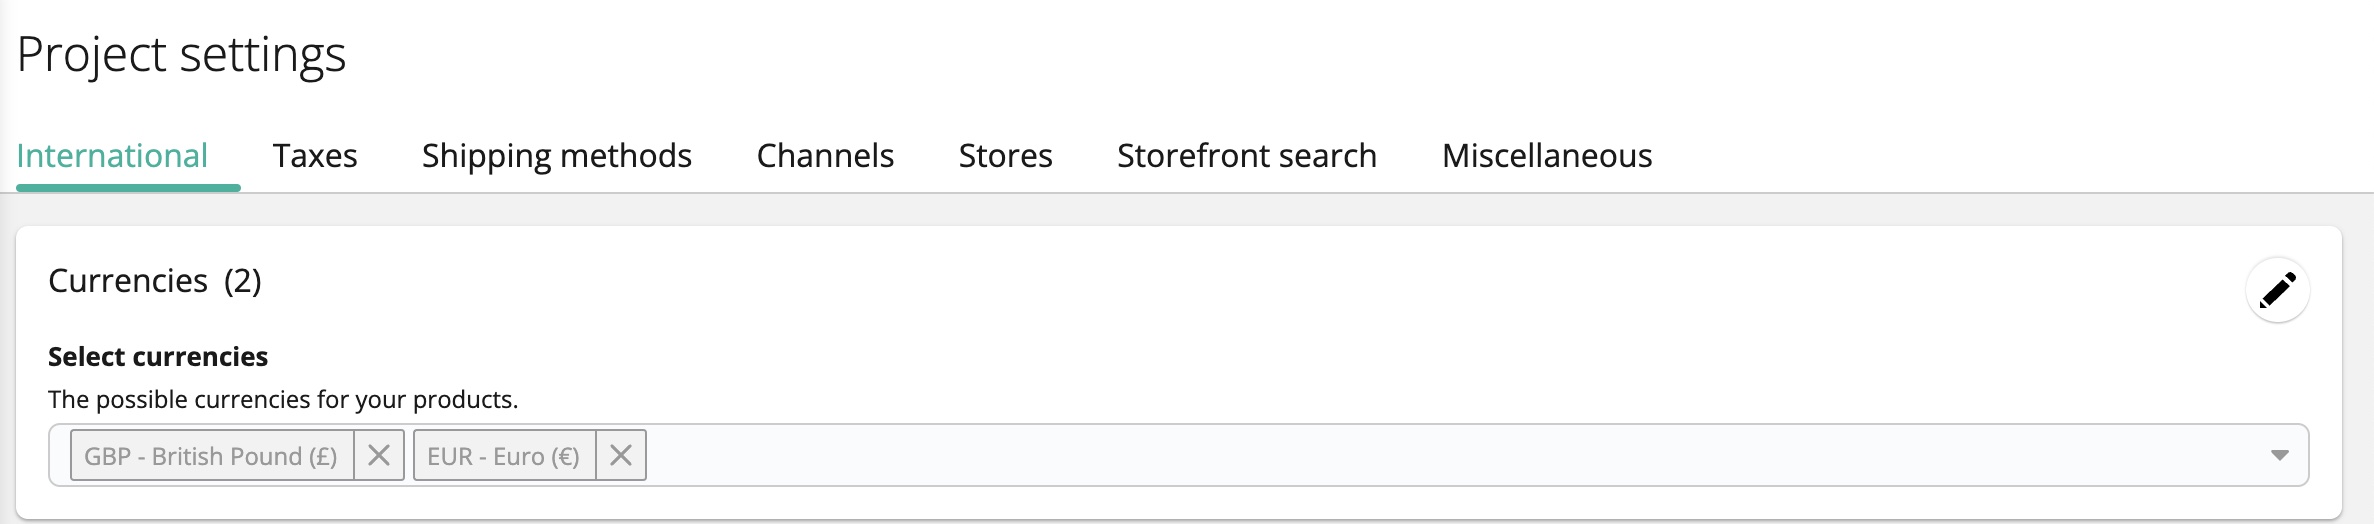 Project settings
International Taxes Shipping methods Channels Stores Storefront search Miscellaneous
Currencies (2)
Select currencies
The possible currencies for your products.
GBP - British Pound (£) EUR - Euro (€)